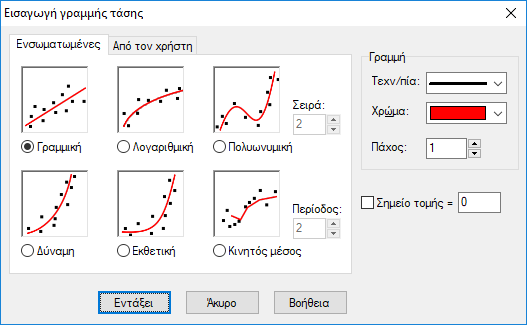 Εισαγωγή γραμμής τάσης
Ενσωματωμένες
Από τον χρήστη
Γραμμή
Τεχν/πία:
Χρώμα:
Πάχος: 1
Σειρά:
2
Γραμμική
Λογαριθμική
Πολυωνυμική
Σημείο τομής = 0
Περίοδος:
2
Δύναμη
Εκθετική
Κινητός μέσος
Εντάξει
Άκυρο
Βοήθεια